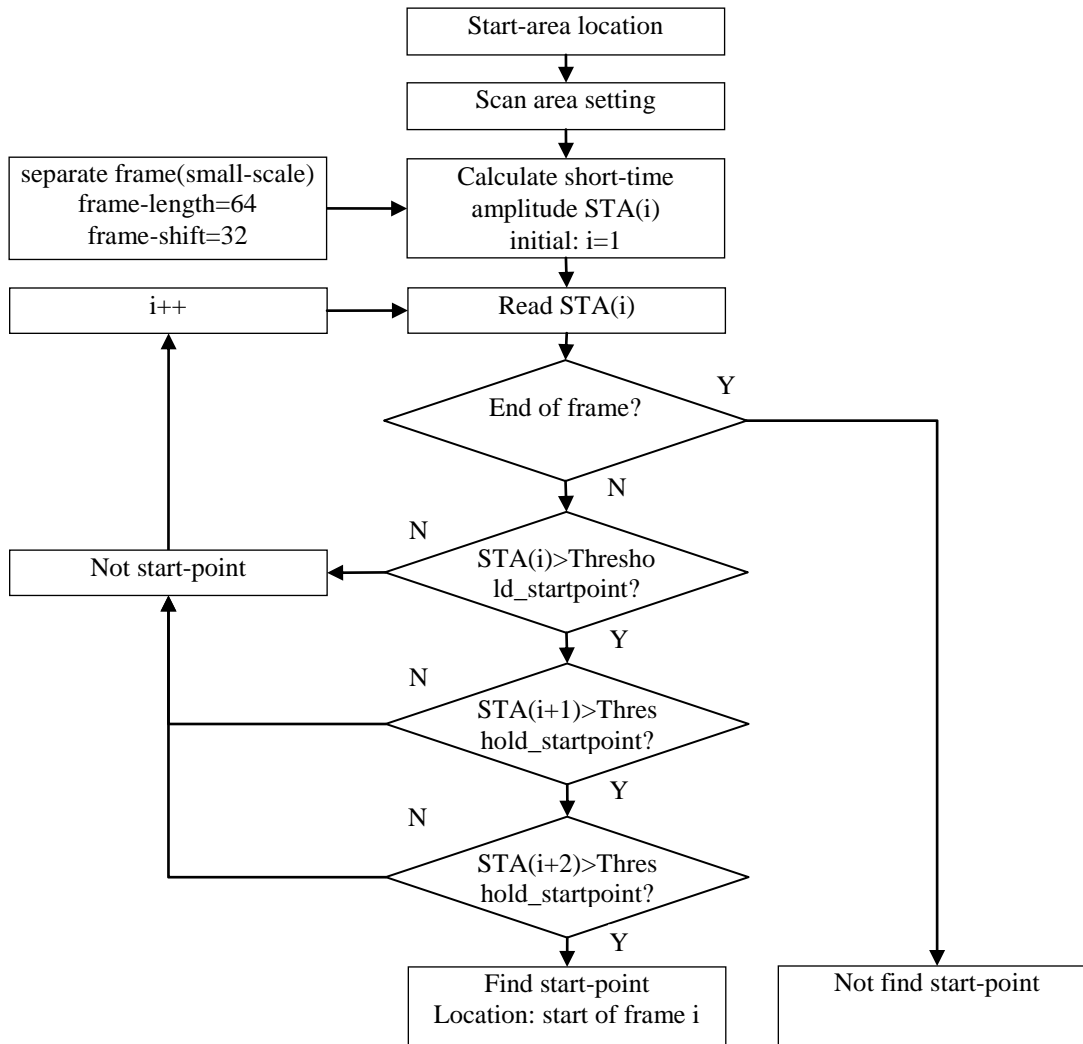 Start-area location
Scan area setting
separate frame(small-scale)
frame-length=64
frame-shift=32
Calculate short-time
amplitude STA(i)
initial: i=1
i++
Read STA(i)
End of frame?
Y
N
N
STA(i)>Thresho
ld_startpoint?
Not start-point
Y
N
STA(i+1)>Thres
hold_startpoint?
Y
N
STA(i+2)>Thres
hold_startpoint?
Y
Find start-point
Location: start of frame i
Not find start-point